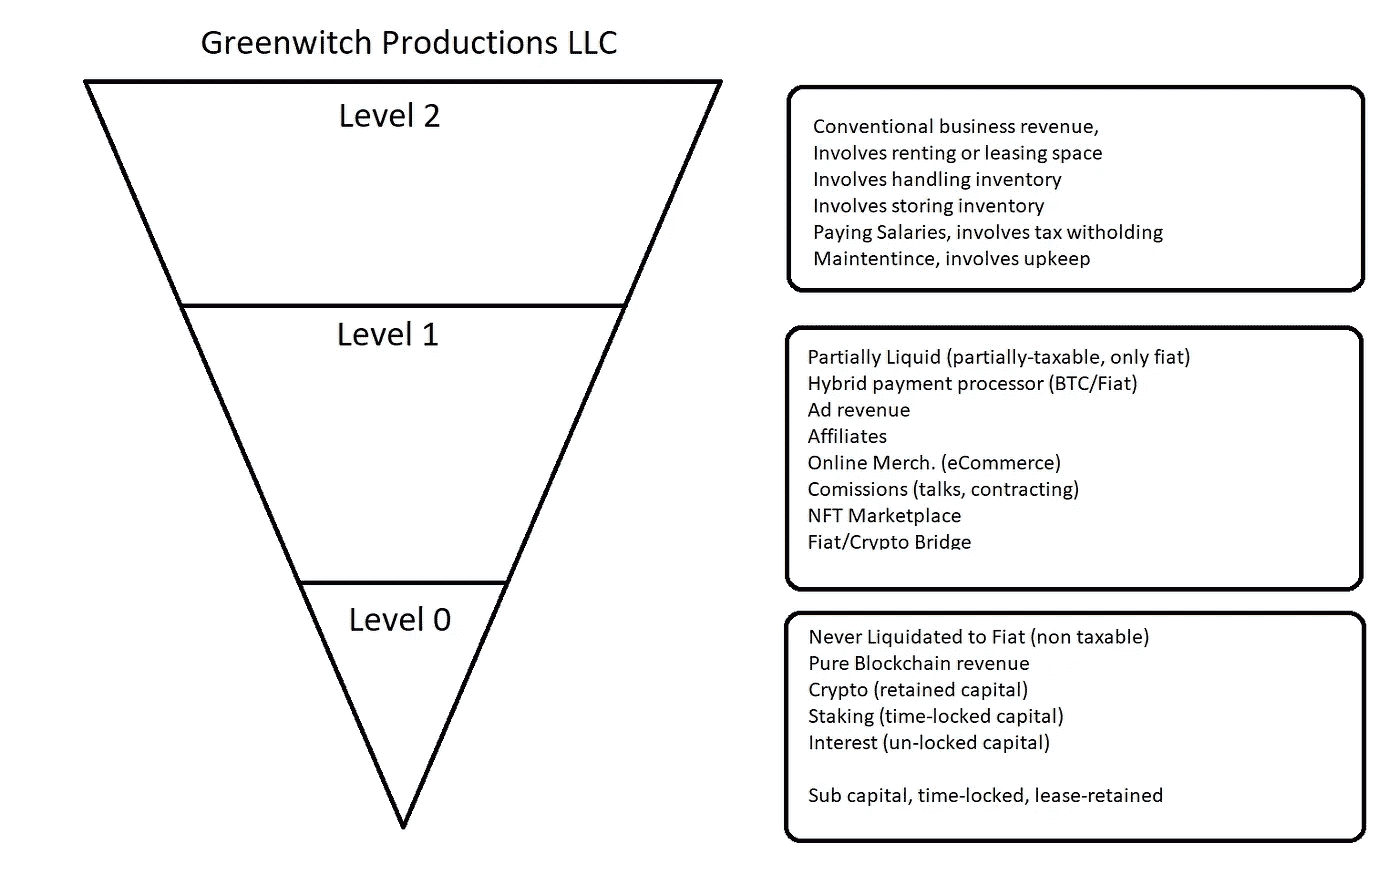 Greenwitch Productions LLC
Level 2
Conventional business revenue,
Involves renting or leasing space
Involves handling inventory
Involves storing inventory
Paying Salaries, involves tax witholding
Maintentince, involves upkeep
Level 1
Partially Liquid (partially-taxable, only fiat)
Hybrid payment processor (BTC/Fiat)
Ad revenue
Affiliates
Online Merch. (eCommerce)
Comissions (talks, contracting)
NFT Marketplace
Fiat/Crypto Bridge
Level 0
Never Liquidated to Fiat (non taxable)
Pure Blockchain revenue
Crypto (retained capital)
Staking (time-locked capital)
Interest (un-locked capital)
Sub capital, time-locked, lease-retained